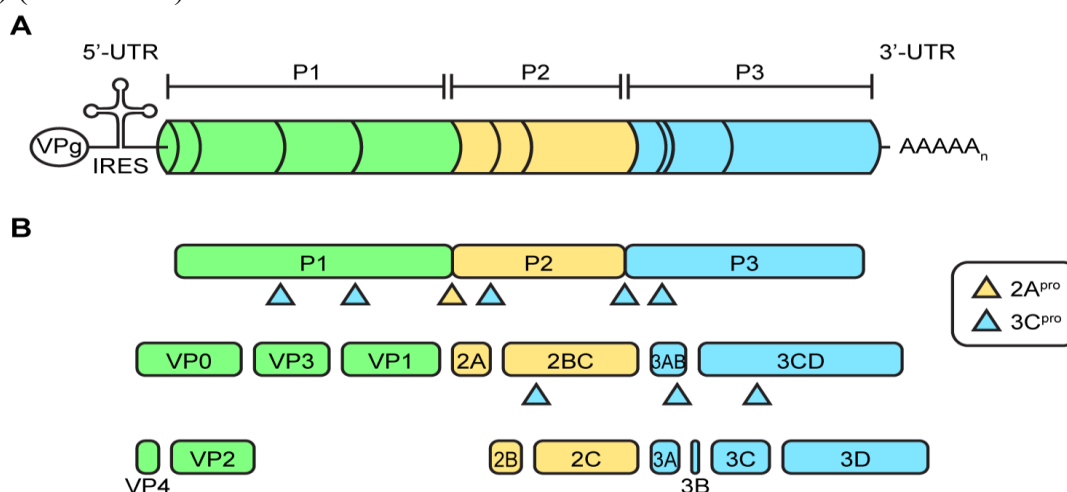 A
5’-UTR
3’-UTR
P1
P2
P3
VPg
IRES
AAAAAn
B
P1
P2
P3
2Apro
3Cpro
VP0
VP3
VP1
2A
2BC
3AB
3CD
VP4
VP2
2B
2C
3A
3B
3C
3D